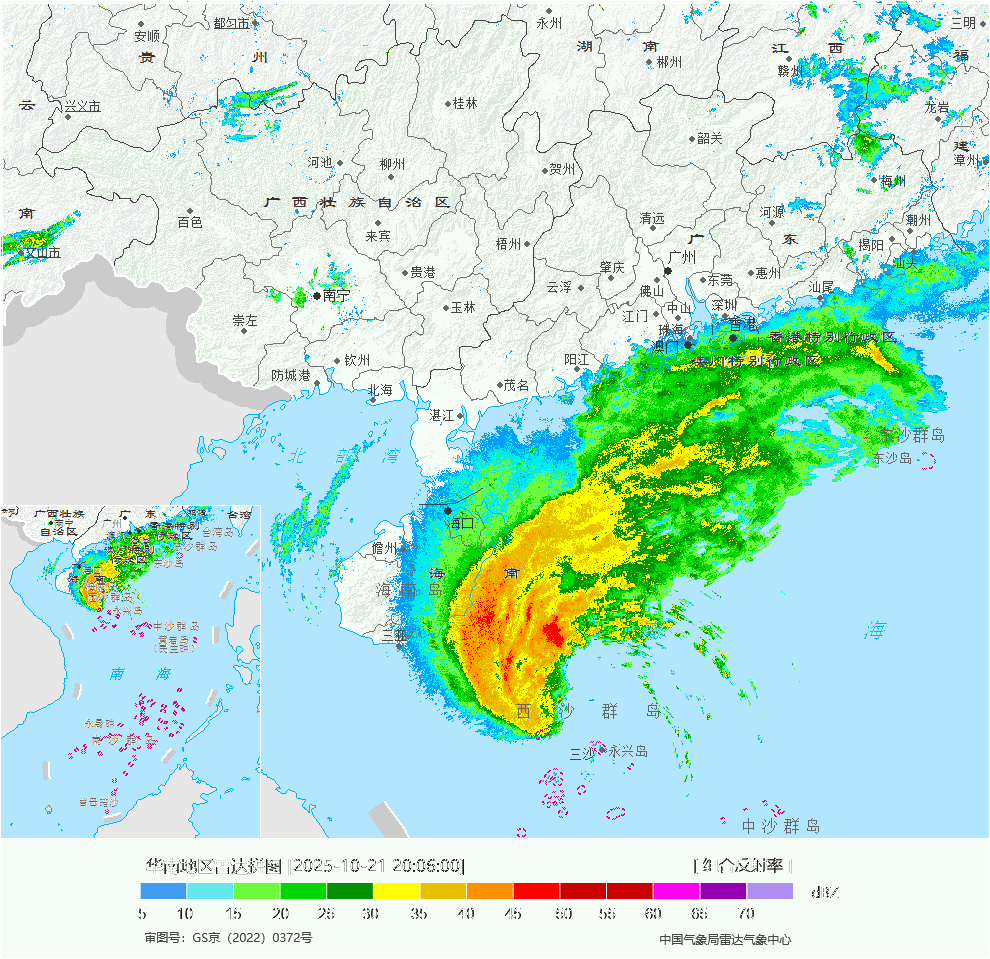 永州
都匀市
三明
安顺
湖 南
江 西
贵 州
郴州
福
赣州
云
兴义市
桂林
龙岩
韶关
建
河池
柳州
贺州
漳州
梅州
广 西 壮 族 自 治 区
南
百色
清远
河源
潮州
来宾
梧州
广 东
揭阳
文山市
广州
汕头
贵港
肇庆
东莞
惠州
云浮
佛山
汕尾
南宁
玉林
江门
中山
深圳
崇左
珠海
香港
香港特别行政区
澳门
澳门特别行政区
钦州
阳江
防城港
茂名
北海
湛江
北 部 湾
东沙群岛
东沙岛
海口
儋州
海 南
海 南 岛
三亚
海
西 沙 群 岛
三沙
永兴岛
中沙群岛
广西壮族
自治区
广 东
台湾
南宁
广州
台湾岛
东沙群岛
东沙岛
永兴岛
中沙群岛
黄岩岛
南 海
南 沙 群 岛
曾母暗沙
华南地区雷达拼图 [2025-10-21 20:06:00]
[ 组合反射率 ]
dBZ
5 10 15 20 25 30 35 40 45 50 55 60 65 70
审图号：GS京（2022）0372号
中国气象局雷达气象中心